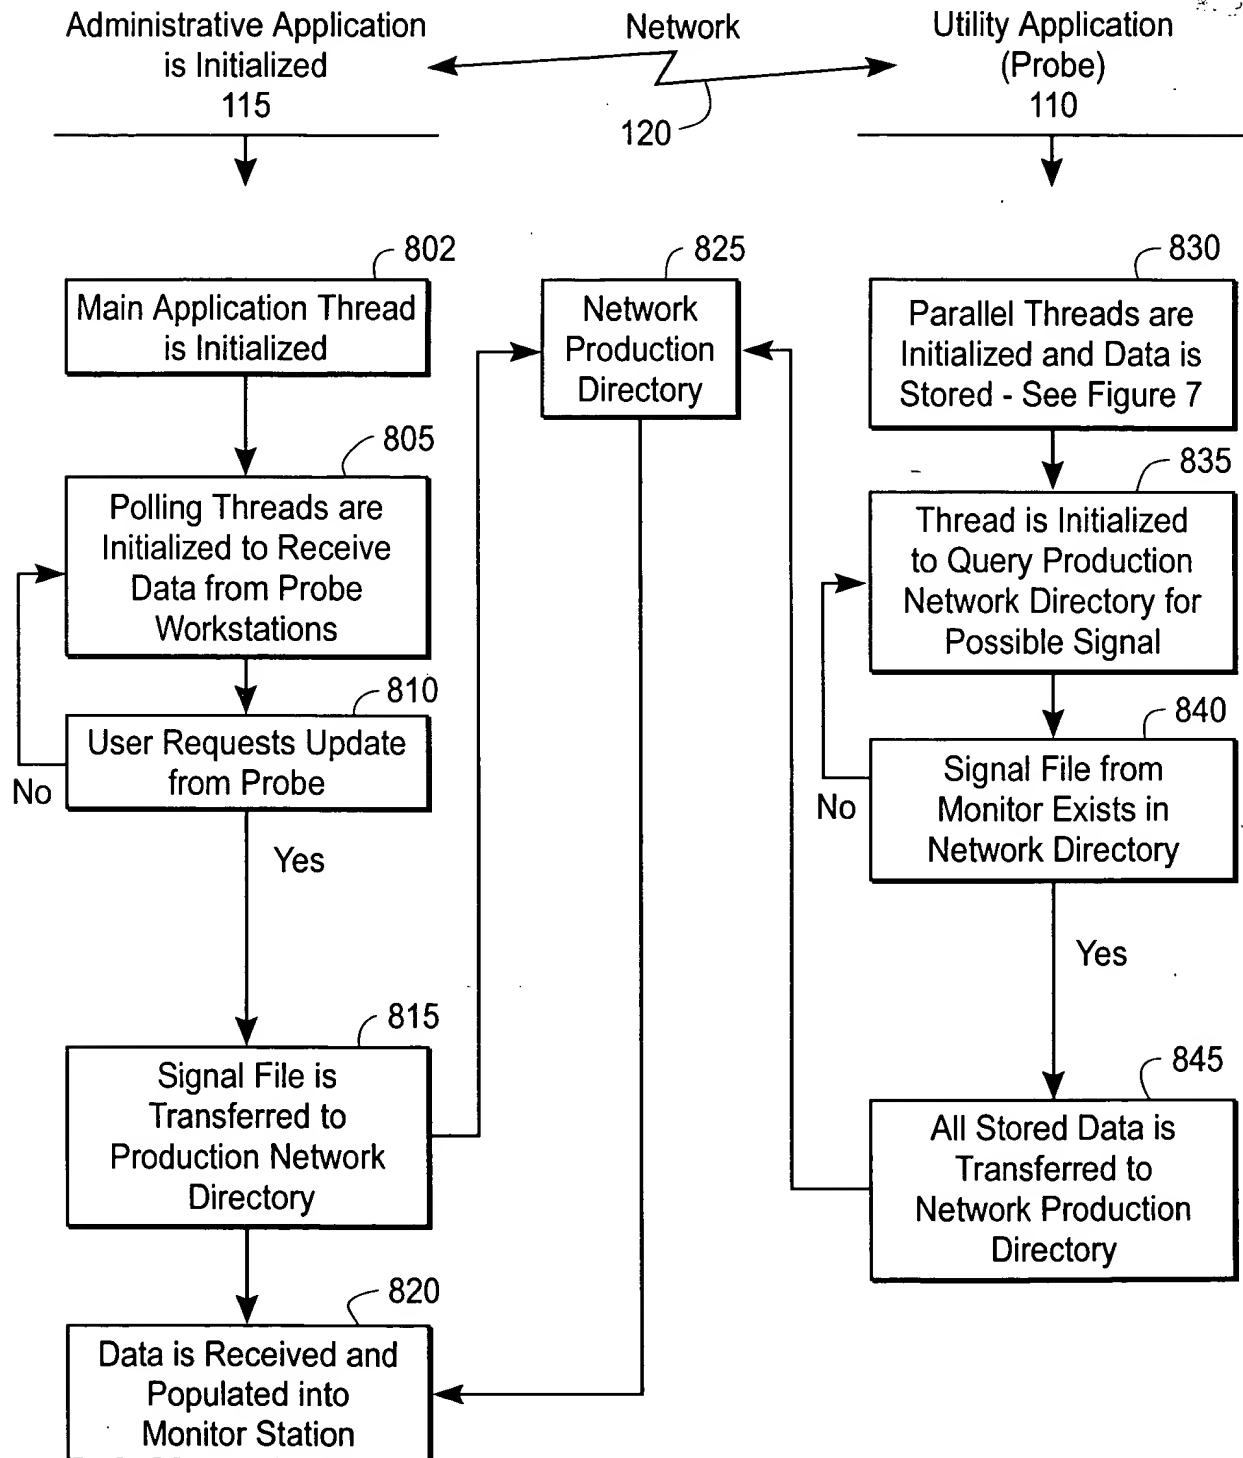 Administrative Application
is Initialized
115
Network
120
Utility Application
(Probe)
110
802
Main Application Thread
is Initialized
805
Polling Threads are
Initialized to Receive
Data from Probe
Workstations
810
User Requests Update
from Probe
No
Yes
815
Signal File is
Transferred to
Production Network
Directory
820
Data is Received and
Populated into
Monitor Station
825
Network
Production
Directory
830
Parallel Threads are
Initialized and Data is
Stored - See Figure 7
835
Thread is Initialized
to Query Production
Network Directory for
Possible Signal
840
Signal File from
Monitor Exists in
Network Directory
No
Yes
845
All Stored Data is
Transferred to
Network Production
Directory